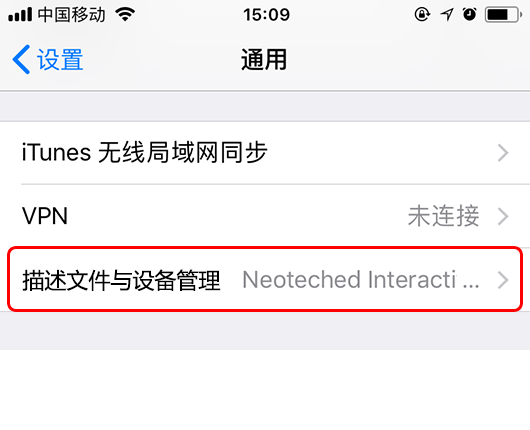 中国移动 15:09
设置 通用
iTunes 无线局域网同步
VPN 未连接
描述文件与设备管理 Neoteched Interacti ...